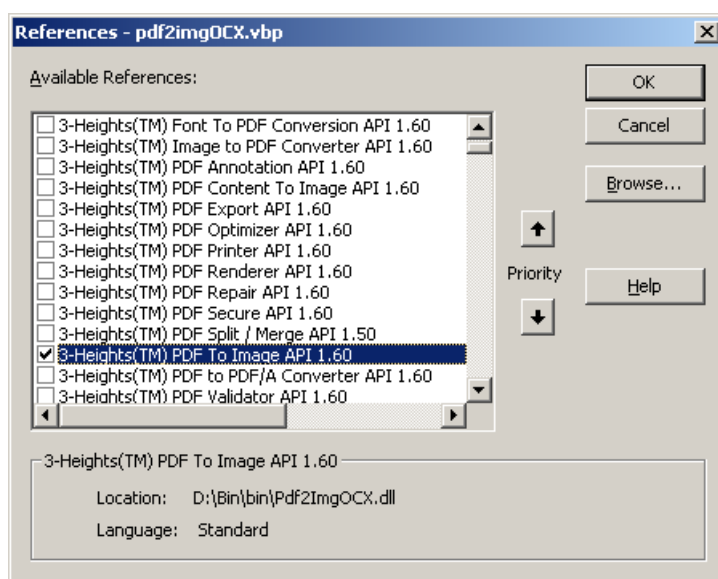 References - pdf2imgOCX.vbp
Available References:
3-Heights(TM) Font To PDF Conversion API 1.60
3-Heights(TM) Image to PDF Converter API 1.60
3-Heights(TM) PDF Annotation API 1.60
3-Heights(TM) PDF Content To Image API 1.60
3-Heights(TM) PDF Export API 1.60
3-Heights(TM) PDF Optimizer API 1.60
3-Heights(TM) PDF Printer API 1.60
3-Heights(TM) PDF Renderer API 1.60
3-Heights(TM) PDF Repair API 1.60
3-Heights(TM) PDF Secure API 1.60
3-Heights(TM) PDF Split / Merge API 1.50
3-Heights(TM) PDF To Image API 1.60
3-Heights(TM) PDF to PDF/A Converter API 1.60
3-Heights(TM) PDF Validator API 1.60
Priority
OK
Cancel
Browse...
Help
3-Heights(TM) PDF To Image API 1.60
Location: D:\Bin\bin\Pdf2ImgOCX.dll
Language: Standard